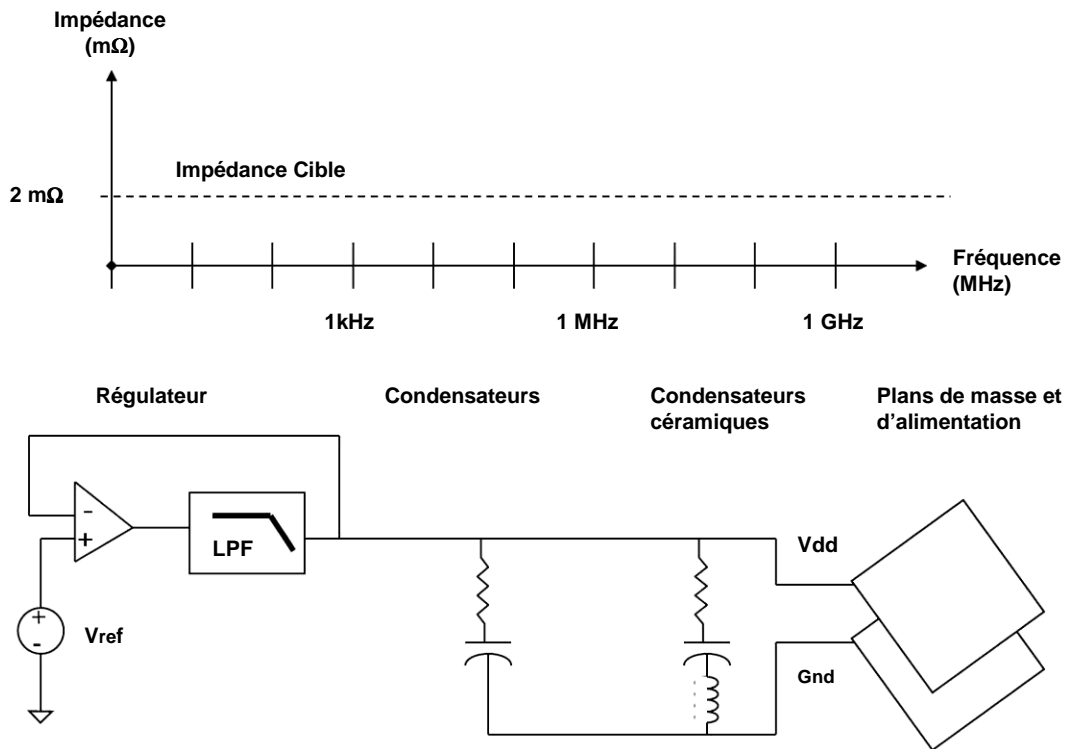 Impédance
(mΩ)
Impédance Cible
2 mΩ
Fréquence
(MHz)
1kHz
1 MHz
1 GHz
Régulateur
Condensateurs
Condensateurs
céramiques
Plans de masse et
d'alimentation
-
+
LPF
Vdd
+
-
Vref
Gnd